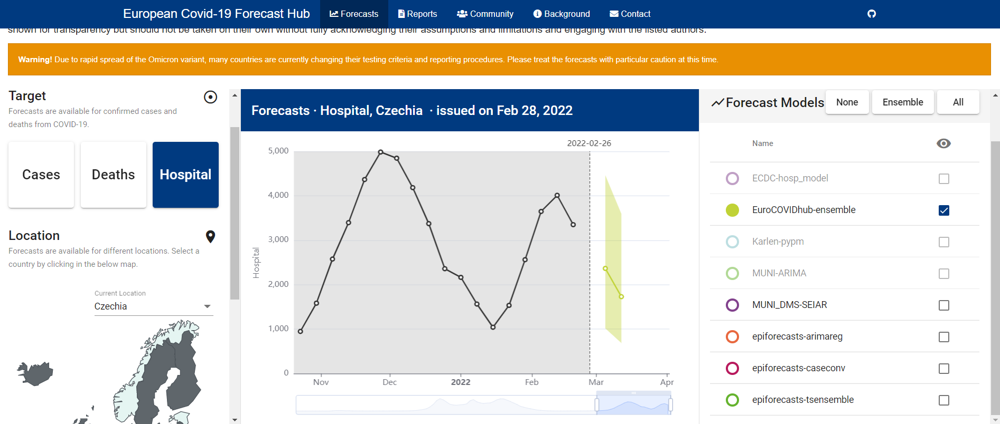 European Covid-19 Forecast Hub
Forecasts
Reports
Community
Background
Contact
shown for transparency but should not be taken on their own without fully acknowledging their assumptions and limitations and engaging with the listed authors.
Warning! Due to rapid spread of the Omicron variant, many countries are currently changing their testing criteria and reporting procedures. Please treat the forecasts with particular caution at this time.
Target
Forecasts are available for confirmed cases and
deaths from COVID-19.
Cases
Deaths
Hospital
Location
Forecasts are available for different locations. Select a
country by clicking in the below map.
Current Location
Czechia
Forecasts · Hospital, Czechia · issued on Feb 28, 2022
2022-02-26
5,000
4,000
3,000
2,000
1,000
0
Hospital
Nov
Dec
2022
Feb
Mar
Apr
Forecast Models
None
Ensemble
All
Name
ECDC-hosp_model
EuroCOVIDhub-ensemble
Karlen-pypm
MUNI-ARIMA
MUNI_DMS-SEIAR
epiforecasts-arimareg
epiforecasts-caseconv
epiforecasts-tsensemble